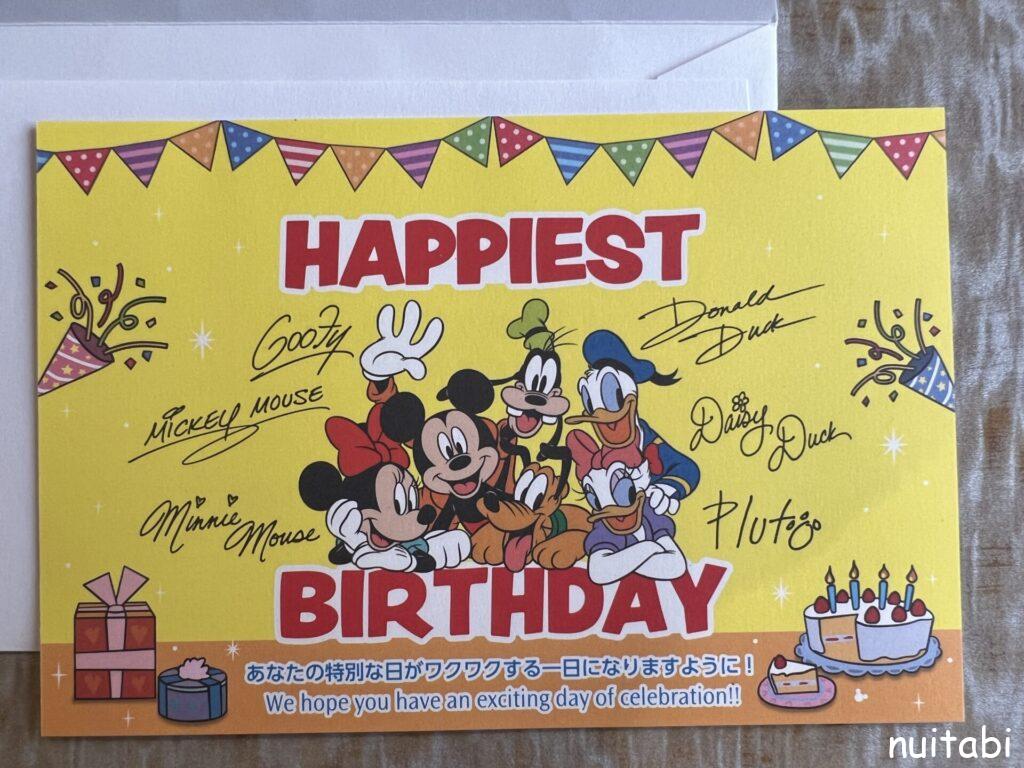 HAPPIEST
Goofy
Donald
Duck
MICKEY MOUSE
Daisy
Duck
Minnie
Mouse
Pluto
BIRTHDAY
あなたの特別な日がワクワクする一日になりますように！
We hope you have an exciting day of celebration!!
nuitabi